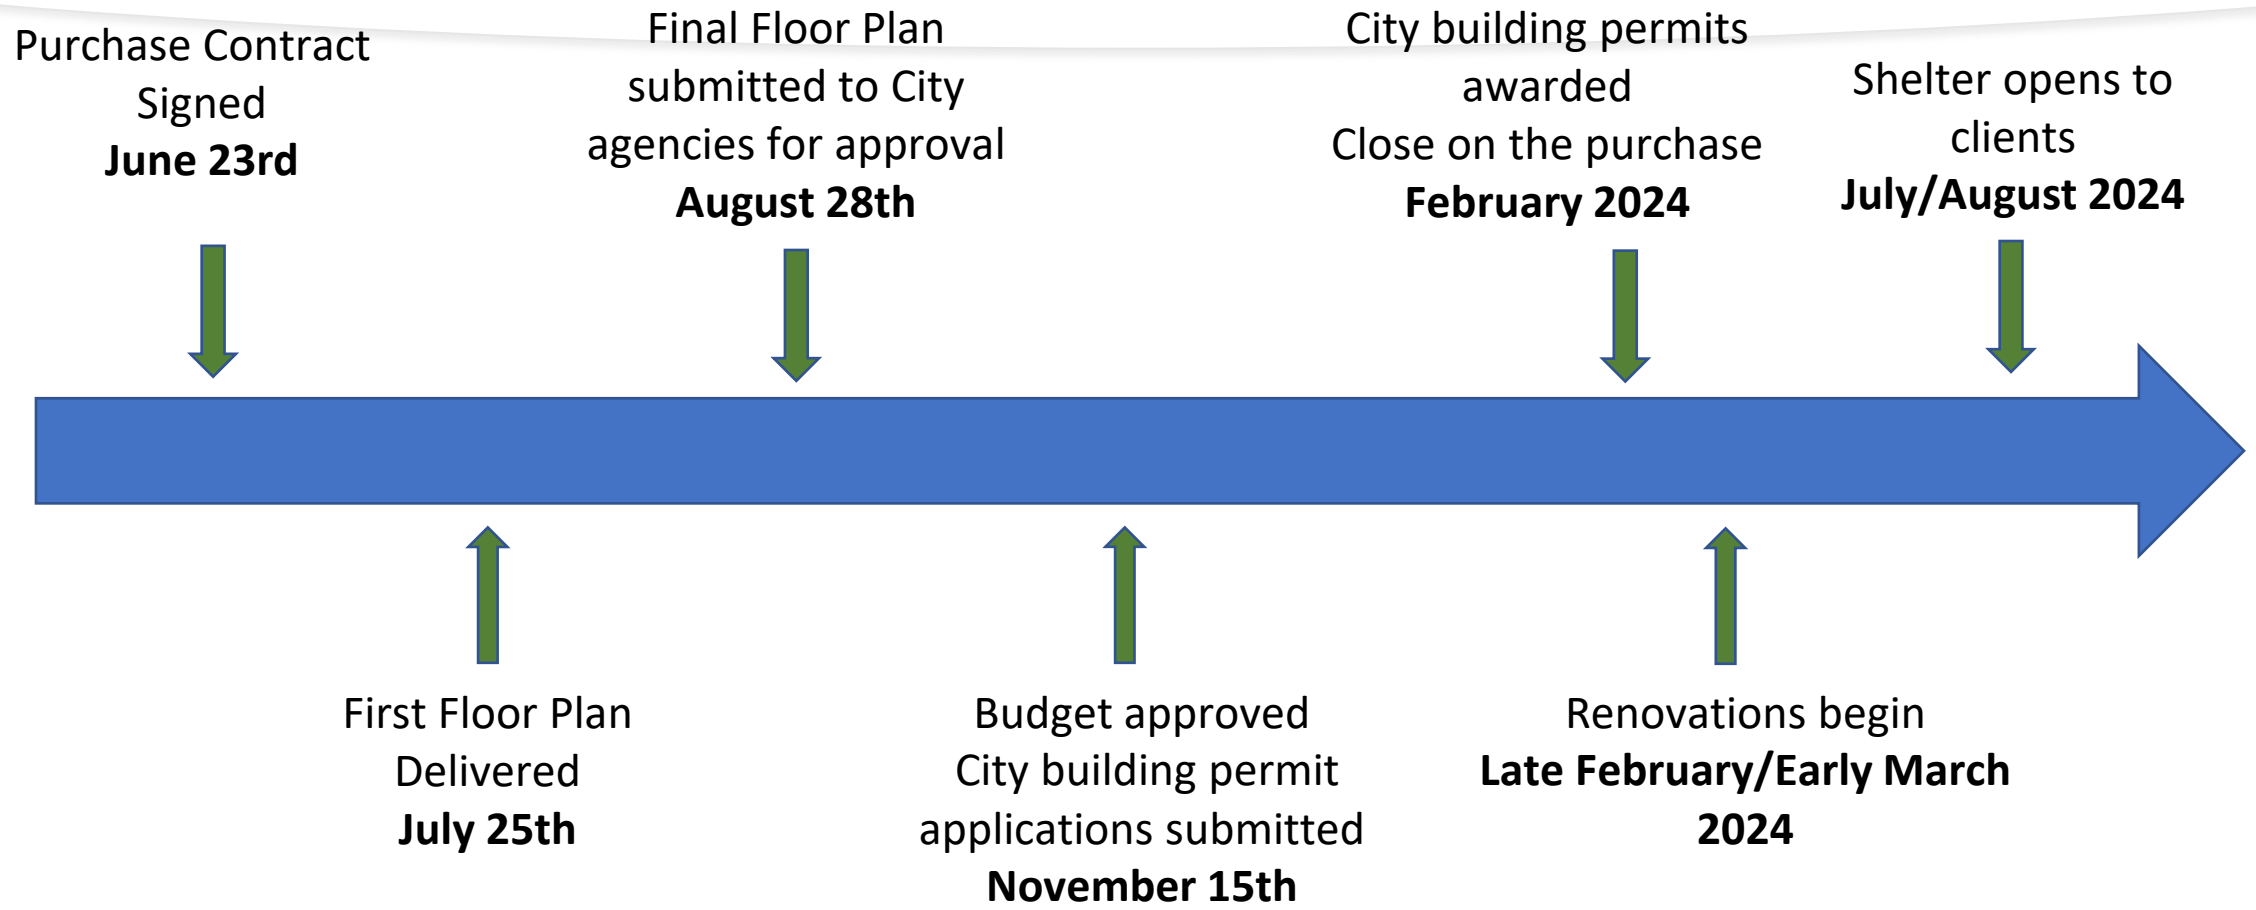 Purchase Contract
Signed
June 23rd
Final Floor Plan
submitted to City
agencies for approval
August 28th
City building permits
awarded
Close on the purchase
February 2024
Shelter opens to
clients
July/August 2024
First Floor Plan
Delivered
July 25th
Budget approved
City building permit
applications submitted
November 15th
Renovations begin
Late February/Early March
2024